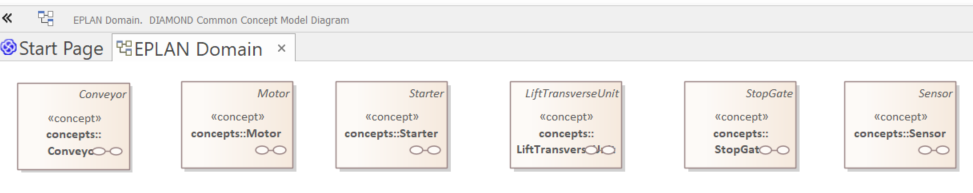 EPLAN Domain. DIAMOND Common Concept Model Diagram
Start Page EPLAN Domain ×
Conveyor Motor Starter LiftTransverseUnit StopGate Sensor
«concept» «concept» «concept» «concept» «concept» «concept»
concepts:: concepts::Motor concepts::Starter concepts:: concepts:: concepts::Sensor